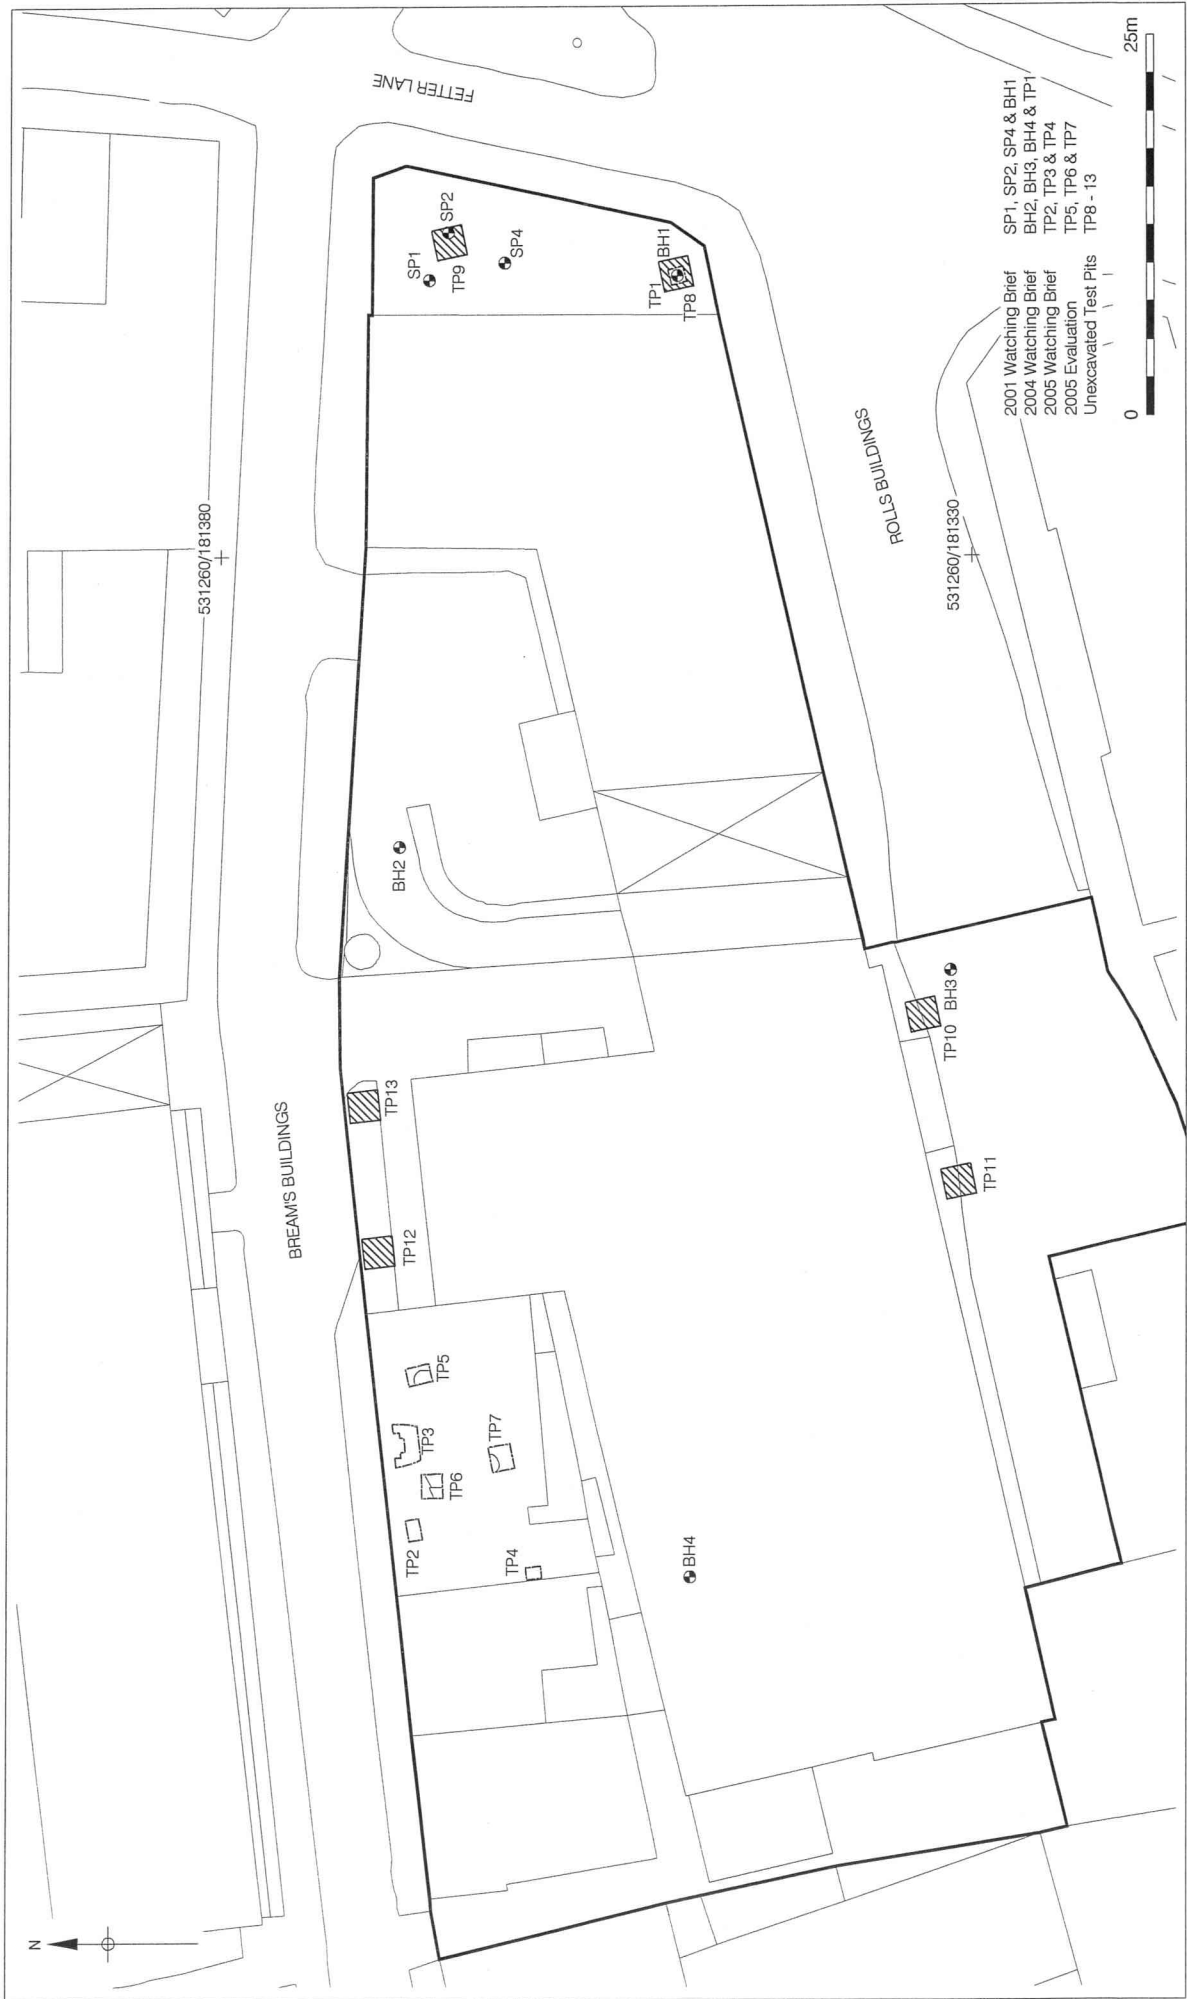 N
BREAM'S BUILDINGS
531260/181380
FETTER LANE
SP1
SP2
TP9
SP4
TP1
BH1
TP8
BH2
TP13
TP12
TP5
TP3
TP6
TP7
TP2
TP4
BH4
TP10
BH3
TP11
ROLLS BUILDINGS
531260/181330
2001 Watching Brief SP1, SP2, SP4 & BH1
2004 Watching Brief BH2, BH3, BH4 & TP1
2005 Watching Brief TP2, TP3 & TP4
2005 Evaluation TP5, TP6 & TP7
Unexcavated Test Pits TP8 - 13
0 25m